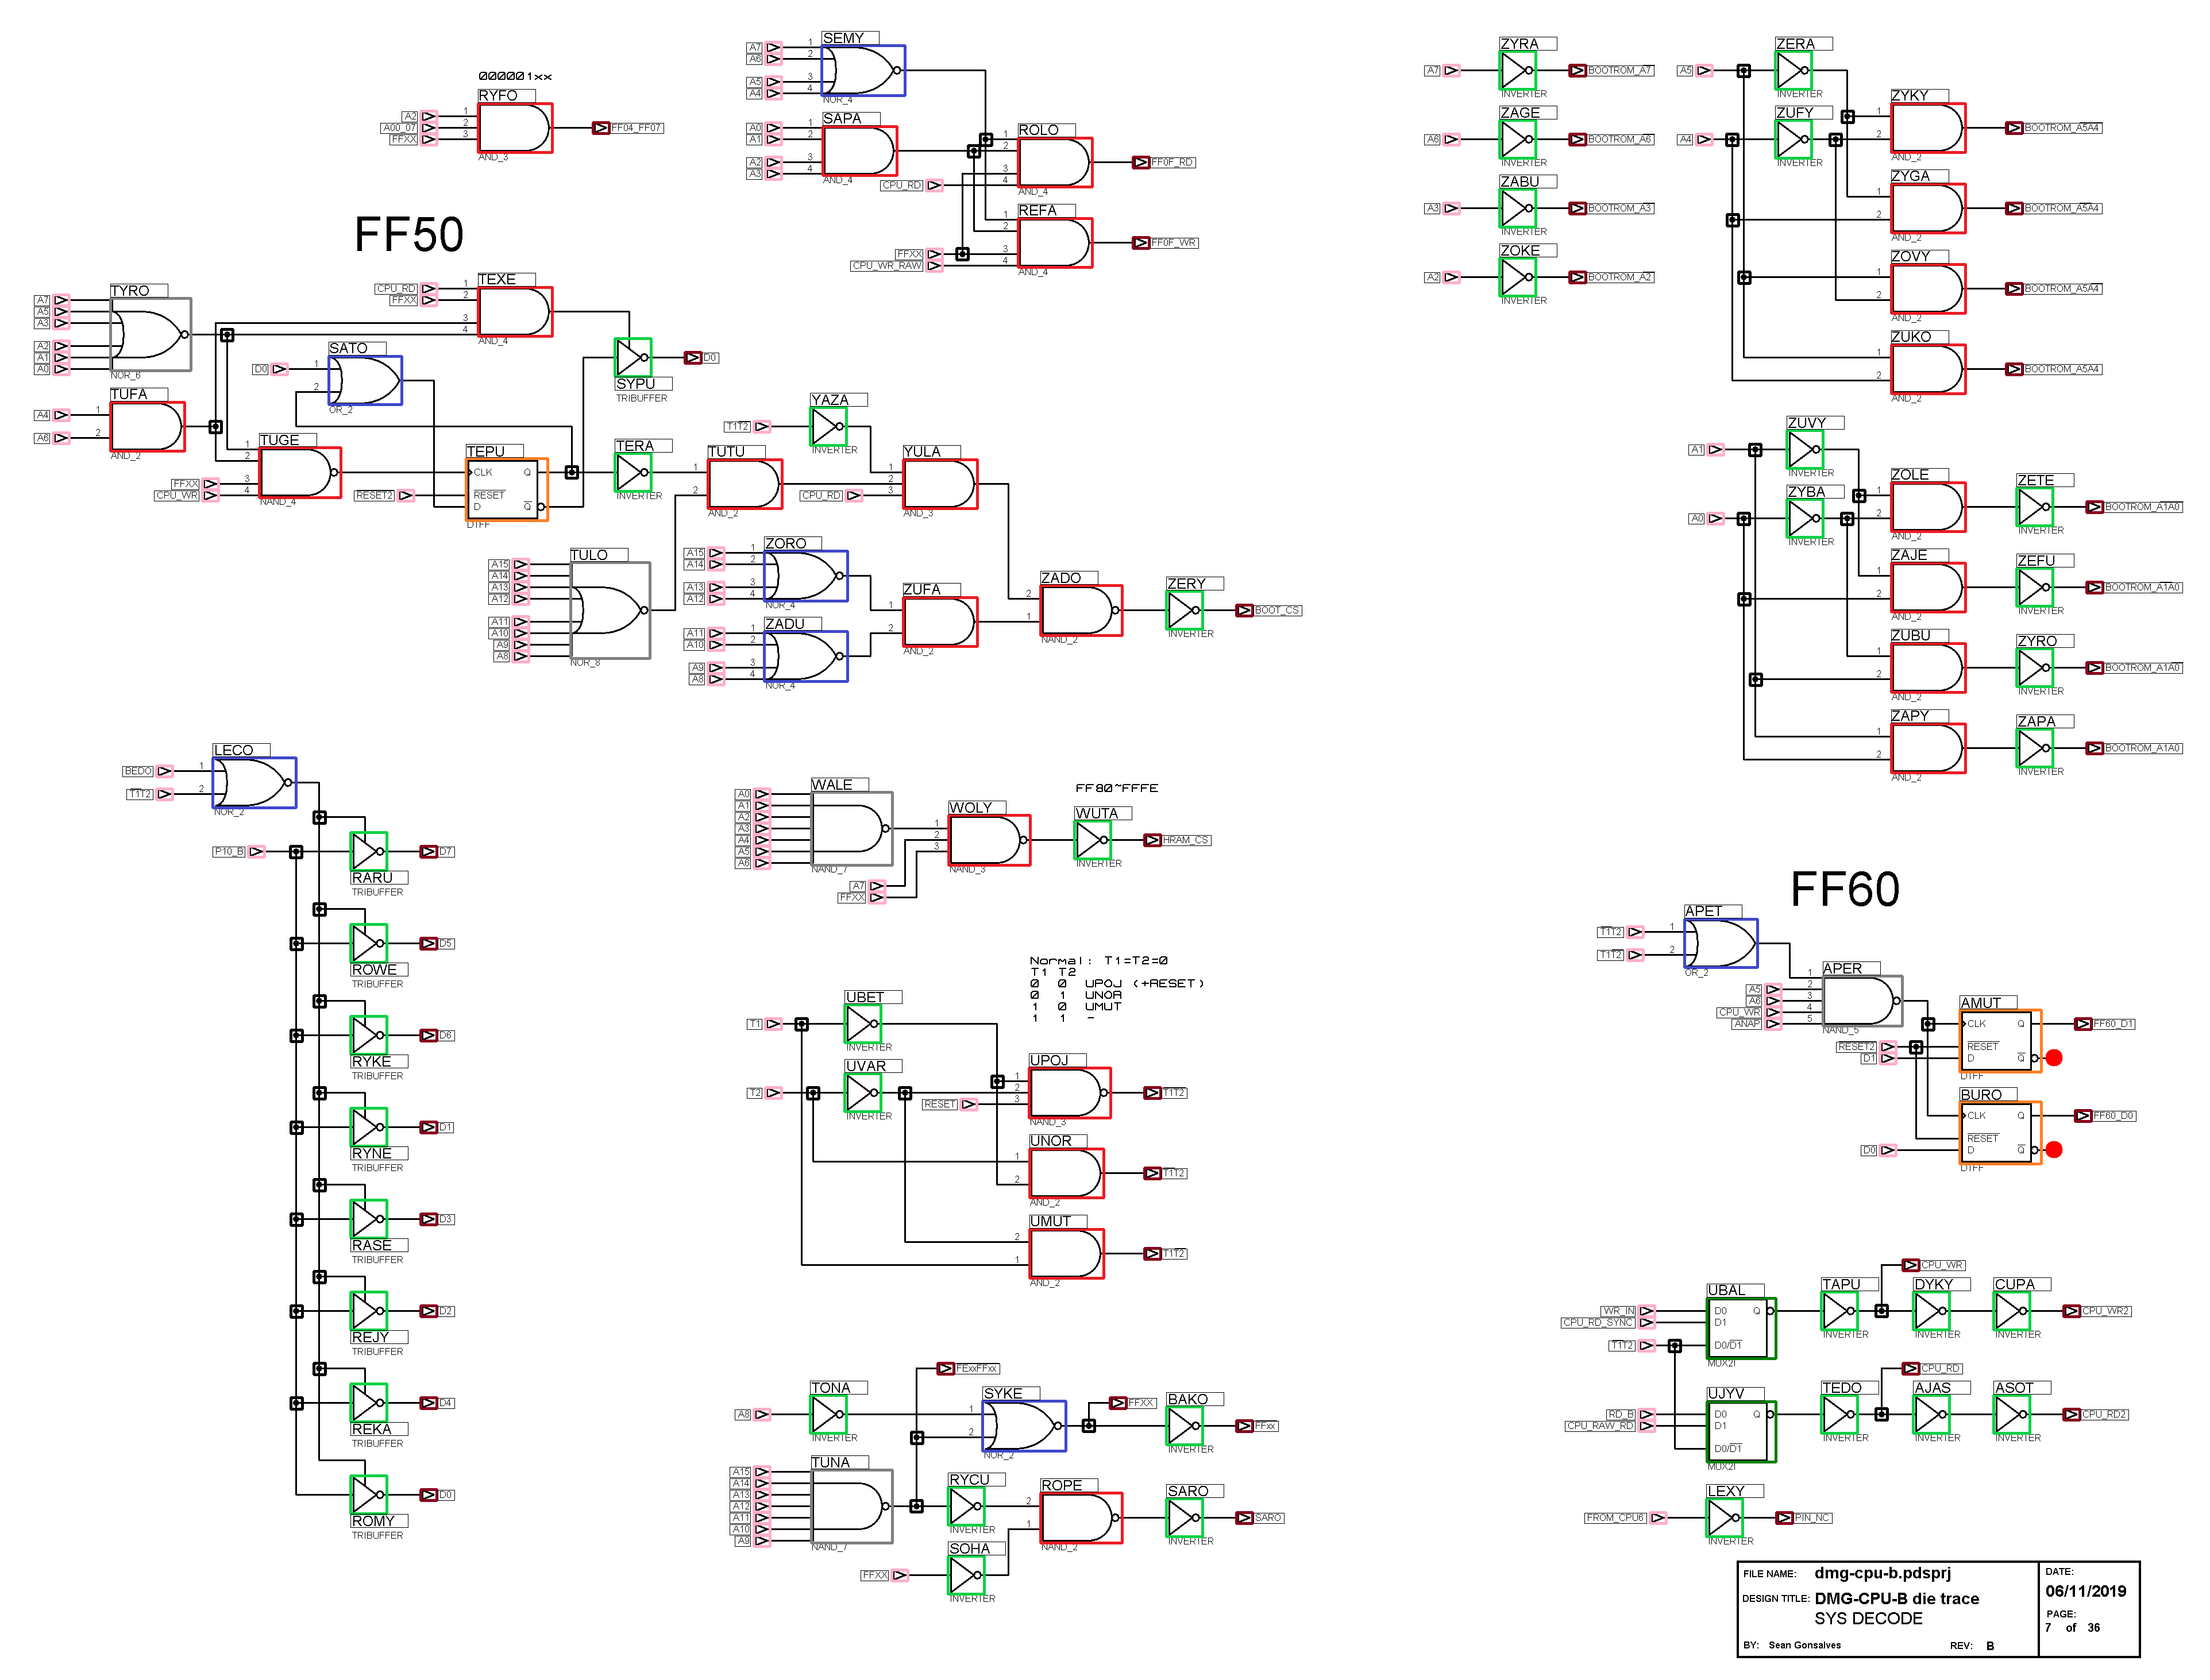 000001xx
RYFO
A2
A00_07
FFXX
1
2
3
AND_3
FF04_FF07
SEMY
A7
A6
A5
A4
1
2
3
4
NOR_4
SAPA
A0
A1
A2
A3
1
2
3
4
AND_4
ROLO
CPU_RD
1
2
3
4
AND_4
FF0F_RD
REFA
FFXX
CPU_WR_RAW
1
2
3
4
AND_4
FF0F_WR
ZYRA
A7
INVERTER
BOOTROM_A7
ZAGE
A6
INVERTER
BOOTROM_A6
ZABU
A3
INVERTER
BOOTROM_A3
ZOKE
A2
INVERTER
BOOTROM_A2
ZERA
A5
INVERTER
ZUFY
A4
INVERTER
ZYKY
1
2
AND_2
BOOTROM_A5A4
ZYGA
1
2
AND_2
BOOTROM_A5A4
ZOVY
1
2
AND_2
BOOTROM_A5A4
ZUKO
1
2
AND_2
BOOTROM_A5A4
FF50
TYRO
A7
A5
A3
A2
A1
A0
NOR_6
TUFA
A4
A6
1
2
AND_2
TEXE
CPU_RD
FFXX
1
2
3
4
AND_4
SATO
D0
1
2
OR_2
SYPU
TRIBUFFER
D0
TUGE
1
2
3
4
FFXX
CPU_WR
NAND_4
TEPU
RESET2
CLK
RESET
D
Q
Q
DTFF
TERA
INVERTER
TUTU
1
2
AND_2
YAZA
T1T2
INVERTER
YULA
CPU_RD
1
2
3
AND_3
TULO
A15
A14
A13
A12
A11
A10
A9
A8
NOR_8
ZORO
A15
A14
A13
A12
1
2
3
4
NOR_4
ZADU
A11
A10
A9
A8
1
2
3
4
NOR_4
ZUFA
1
2
AND_2
ZADO
2
1
NAND_2
ZERY
INVERTER
BOOT_CS
ZUVY
A1
INVERTER
ZYBA
A0
INVERTER
ZOLE
1
2
AND_2
ZETE
INVERTER
BOOTROM_A1A0
ZAJE
1
2
AND_2
ZEFU
INVERTER
BOOTROM_A1A0
ZUBU
1
2
AND_2
ZYRO
INVERTER
BOOTROM_A1A0
ZAPY
1
2
AND_2
ZAPA
INVERTER
BOOTROM_A1A0
LECO
BEDO
T1T2
1
2
NOR_2
P10_B
RARU
TRIBUFFER
D7
ROWE
TRIBUFFER
D5
RYKE
TRIBUFFER
D6
RYNE
TRIBUFFER
D1
RASE
TRIBUFFER
D3
REJY
TRIBUFFER
D2
REKA
TRIBUFFER
D4
ROMY
TRIBUFFER
D0
WALE
A0
A1
A2
A3
A4
A5
A6
NAND_7
A7
FFXX
WOLY
1
2
3
NAND_3
FF80~FFFE
WUTA
INVERTER
HRAM_CS
Normal: T1=T2=0
T1 T2
0 0 UPOJ (+RESET)
0 1 UNOR
1 0 UMUT
1 1 -
UBET
T1
INVERTER
UVAR
T2
INVERTER
RESET
UPOJ
1
2
3
NAND_3
T1T2
UNOR
1
2
AND_2
T1T2
UMUT
2
1
AND_2
T1T2
FExxFFxx
TONA
A8
INVERTER
SYKE
1
2
NOR_2
FFXX
BAKO
INVERTER
FFxx
TUNA
A15
A14
A13
A12
A11
A10
A9
NAND_7
RYCU
INVERTER
SOHA
FFXX
INVERTER
ROPE
2
1
NAND_2
SARO
INVERTER
SARO
FF60
APET
T1T2
T1T2
1
2
OR_2
APER
A5
A6
CPU_WR
ANAP
1
2
3
4
5
NAND_5
AMUT
RESET2
D1
CLK
RESET
D
Q
Q
DTFF
FF60_D1
BURO
D0
CLK
RESET
D
Q
Q
DTFF
FF60_D0
UBAL
WR_IN
CPU_RD_SYNC
T1T2
D0
D1
D0/D1
Q
MUX2I
TAPU
INVERTER
CPU_WR
DYKY
INVERTER
CUPA
INVERTER
CPU_WR2
UJYV
RD_B
CPU_RAW_RD
D0
D1
D0/D1
Q
MUX2I
TEDO
INVERTER
CPU_RD
AJAS
INVERTER
ASOT
INVERTER
CPU_RD2
LEXY
FROM_CPU6
INVERTER
PIN_NC
FILE NAME: dmg-cpu-b.pdsprj
DESIGN TITLE: DMG-CPU-B die trace
SYS DECODE
BY: Sean Gonsalves REV: B
DATE:
06/11/2019
PAGE:
7 of 36